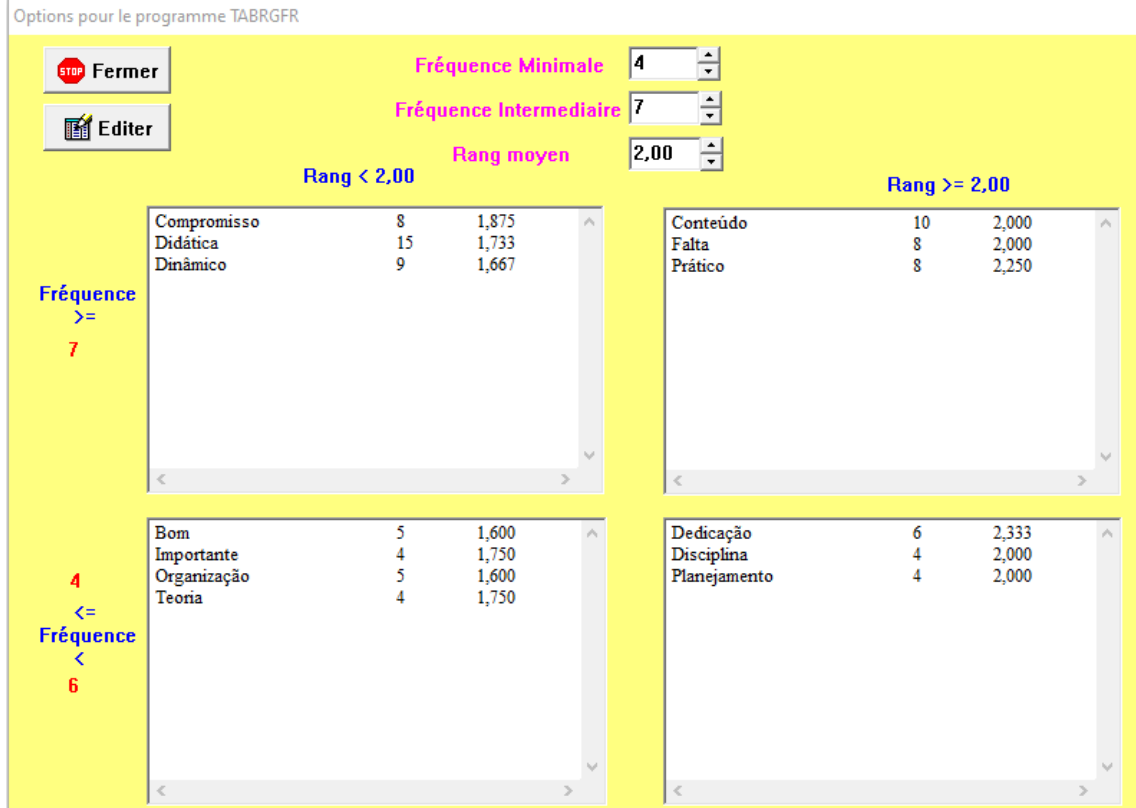 Options pour le programme TABRGFR
STOP Fermer
Editer
Fréquence Minimale 4
Fréquence Intermediaire 7
Rang moyen 2,00
Rang < 2,00
Rang >= 2,00
Fréquence
>=
7
Compromisso 8 1,875
Didática 15 1,733
Dinâmico 9 1,667
Conteúdo 10 2,000
Falta 8 2,000
Prático 8 2,250
4
<=
Fréquence
<
6
Bom 5 1,600
Importante 4 1,750
Organização 5 1,600
Teoria 4 1,750
Dedicação 6 2,333
Disciplina 4 2,000
Planejamento 4 2,000